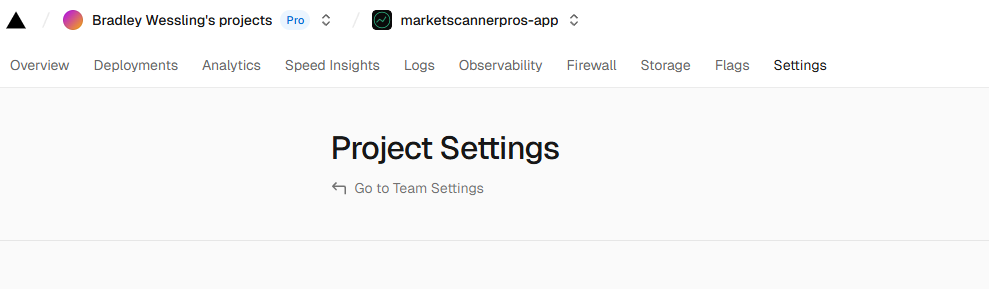 Bradley Wessling's projects Pro marketscannerpros-app
Overview Deployments Analytics Speed Insights Logs Observability Firewall Storage Flags Settings
Project Settings
Go to Team Settings